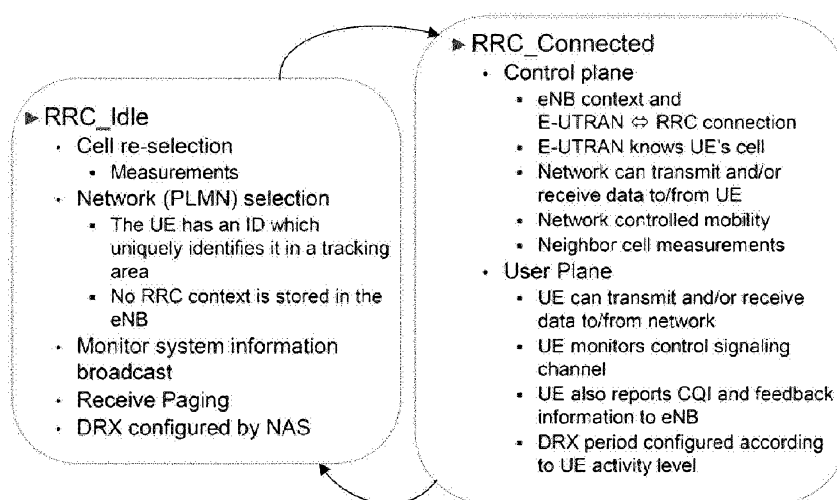 ► RRC_Idle
• Cell re-selection
▪ Measurements
• Network (PLMN) selection
▪ The UE has an ID which
uniquely identifies it in a tracking
area
▪ No RRC context is stored in the
eNB
• Monitor system information
broadcast
• Receive Paging
• DRX configured by NAS
► RRC_Connected
• Control plane
▪ eNB context and
E-UTRAN ⇔ RRC connection
▪ E-UTRAN knows UE's cell
▪ Network can transmit and/or
receive data to/from UE
▪ Network controlled mobility
▪ Neighbor cell measurements
• User Plane
▪ UE can transmit and/or receive
data to/from network
▪ UE monitors control signaling
channel
▪ UE also reports CQI and feedback
information to eNB
▪ DRX period configured according
to UE activity level